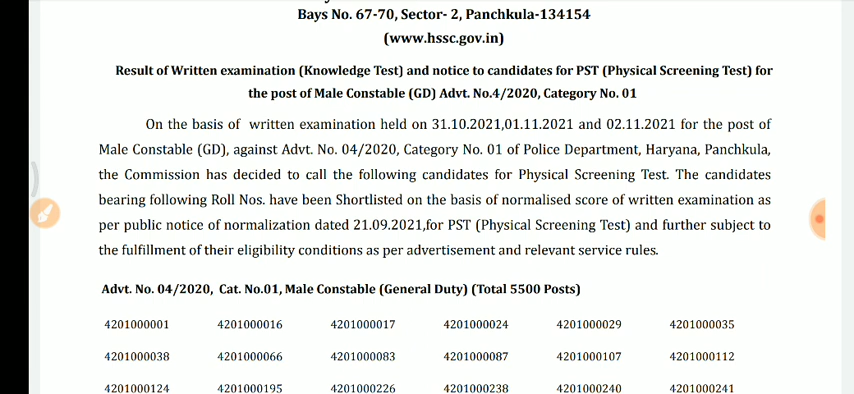 Bays No. 67-70, Sector- 2, Panchkula-134154
(www.hssc.gov.in)
Result of Written examination (Knowledge Test) and notice to candidates for PST (Physical Screening Test) for
the post of Male Constable (GD) Advt. No.4/2020, Category No. 01
On the basis of written examination held on 31.10.2021,01.11.2021 and 02.11.2021 for the post of
Male Constable (GD), against Advt. No. 04/2020, Category No. 01 of Police Department, Haryana, Panchkula,
the Commission has decided to call the following candidates for Physical Screening Test. The candidates
bearing following Roll Nos. have been Shortlisted on the basis of normalised score of written examination as
per public notice of normalization dated 21.09.2021,for PST (Physical Screening Test) and further subject to
the fulfillment of their eligibility conditions as per advertisement and relevant service rules.
Advt. No. 04/2020, Cat. No.01, Male Constable (General Duty) (Total 5500 Posts)
4201000001 4201000016 4201000017 4201000024 4201000029 4201000035
4201000038 4201000066 4201000083 4201000087 4201000107 4201000112
4201000124 4201000195 4201000226 4201000238 4201000240 4201000241